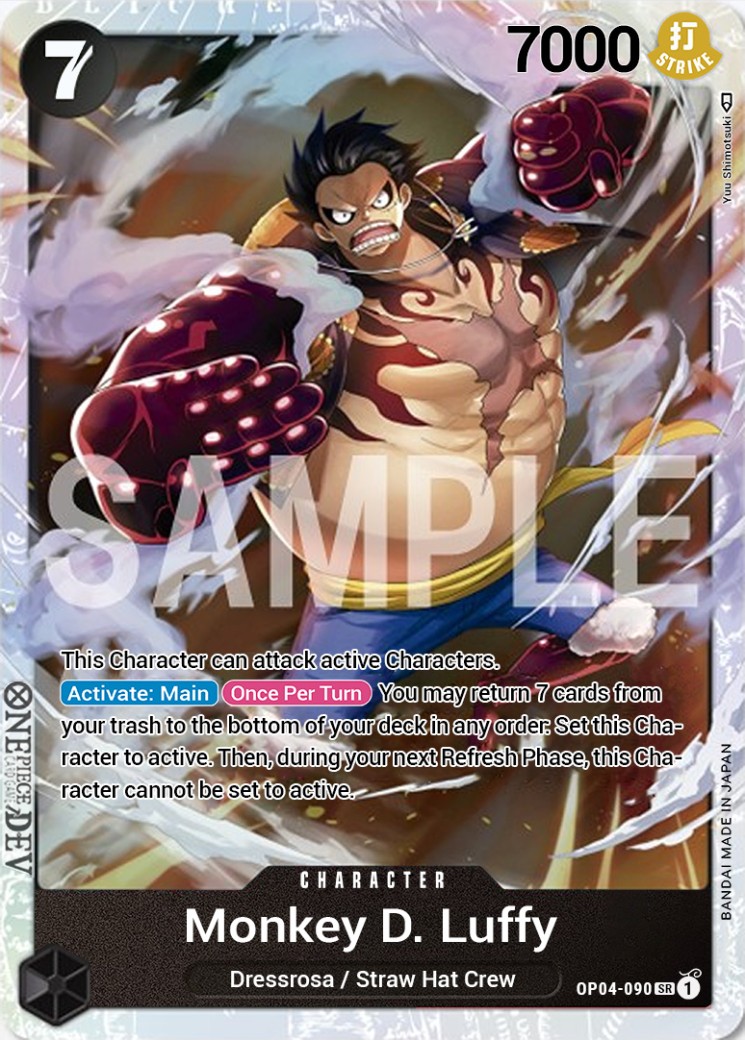 7
7000
打
STRIKE
Yuu Shimotsuki
SAMPLE
This Character can attack active Characters.
Activate: Main Once Per Turn You may return 7 cards from
your trash to the bottom of your deck in any order: Set this Cha-
racter to active. Then, during your next Refresh Phase, this Cha-
racter cannot be set to active.
ONE PIECE DEV
BANDAI MADE IN JAPAN
CHARACTER
Monkey D. Luffy
Dressrosa / Straw Hat Crew
OP04-090 SR 1